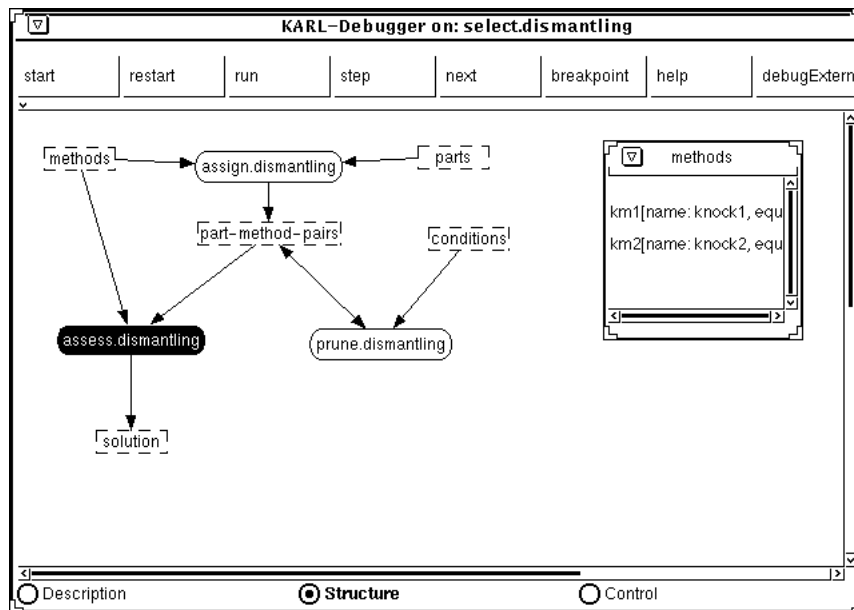 KARL-Debugger on: select.dismantling
start restart run step next breakpoint help debugExtern
methods
assign.dismantling
parts
part-method-pairs
conditions
assess.dismantling
prune.dismantling
solution
methods
km1[name: knock1, equ
km2[name: knock2, equ
Description Structure Control